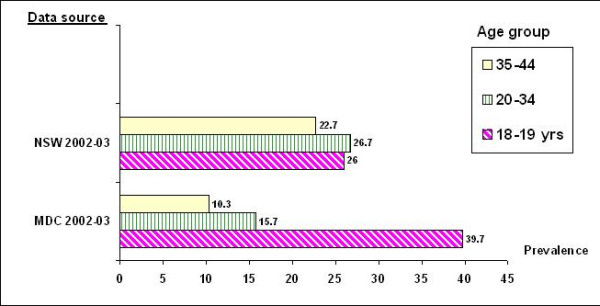 Data source
Age group
35-44
20-34
18-19 yrs
NSW 2002-03
22.7
26.7
26
MDC 2002-03
10.3
15.7
39.7
Prevalence
0 5 10 15 20 25 30 35 40 45